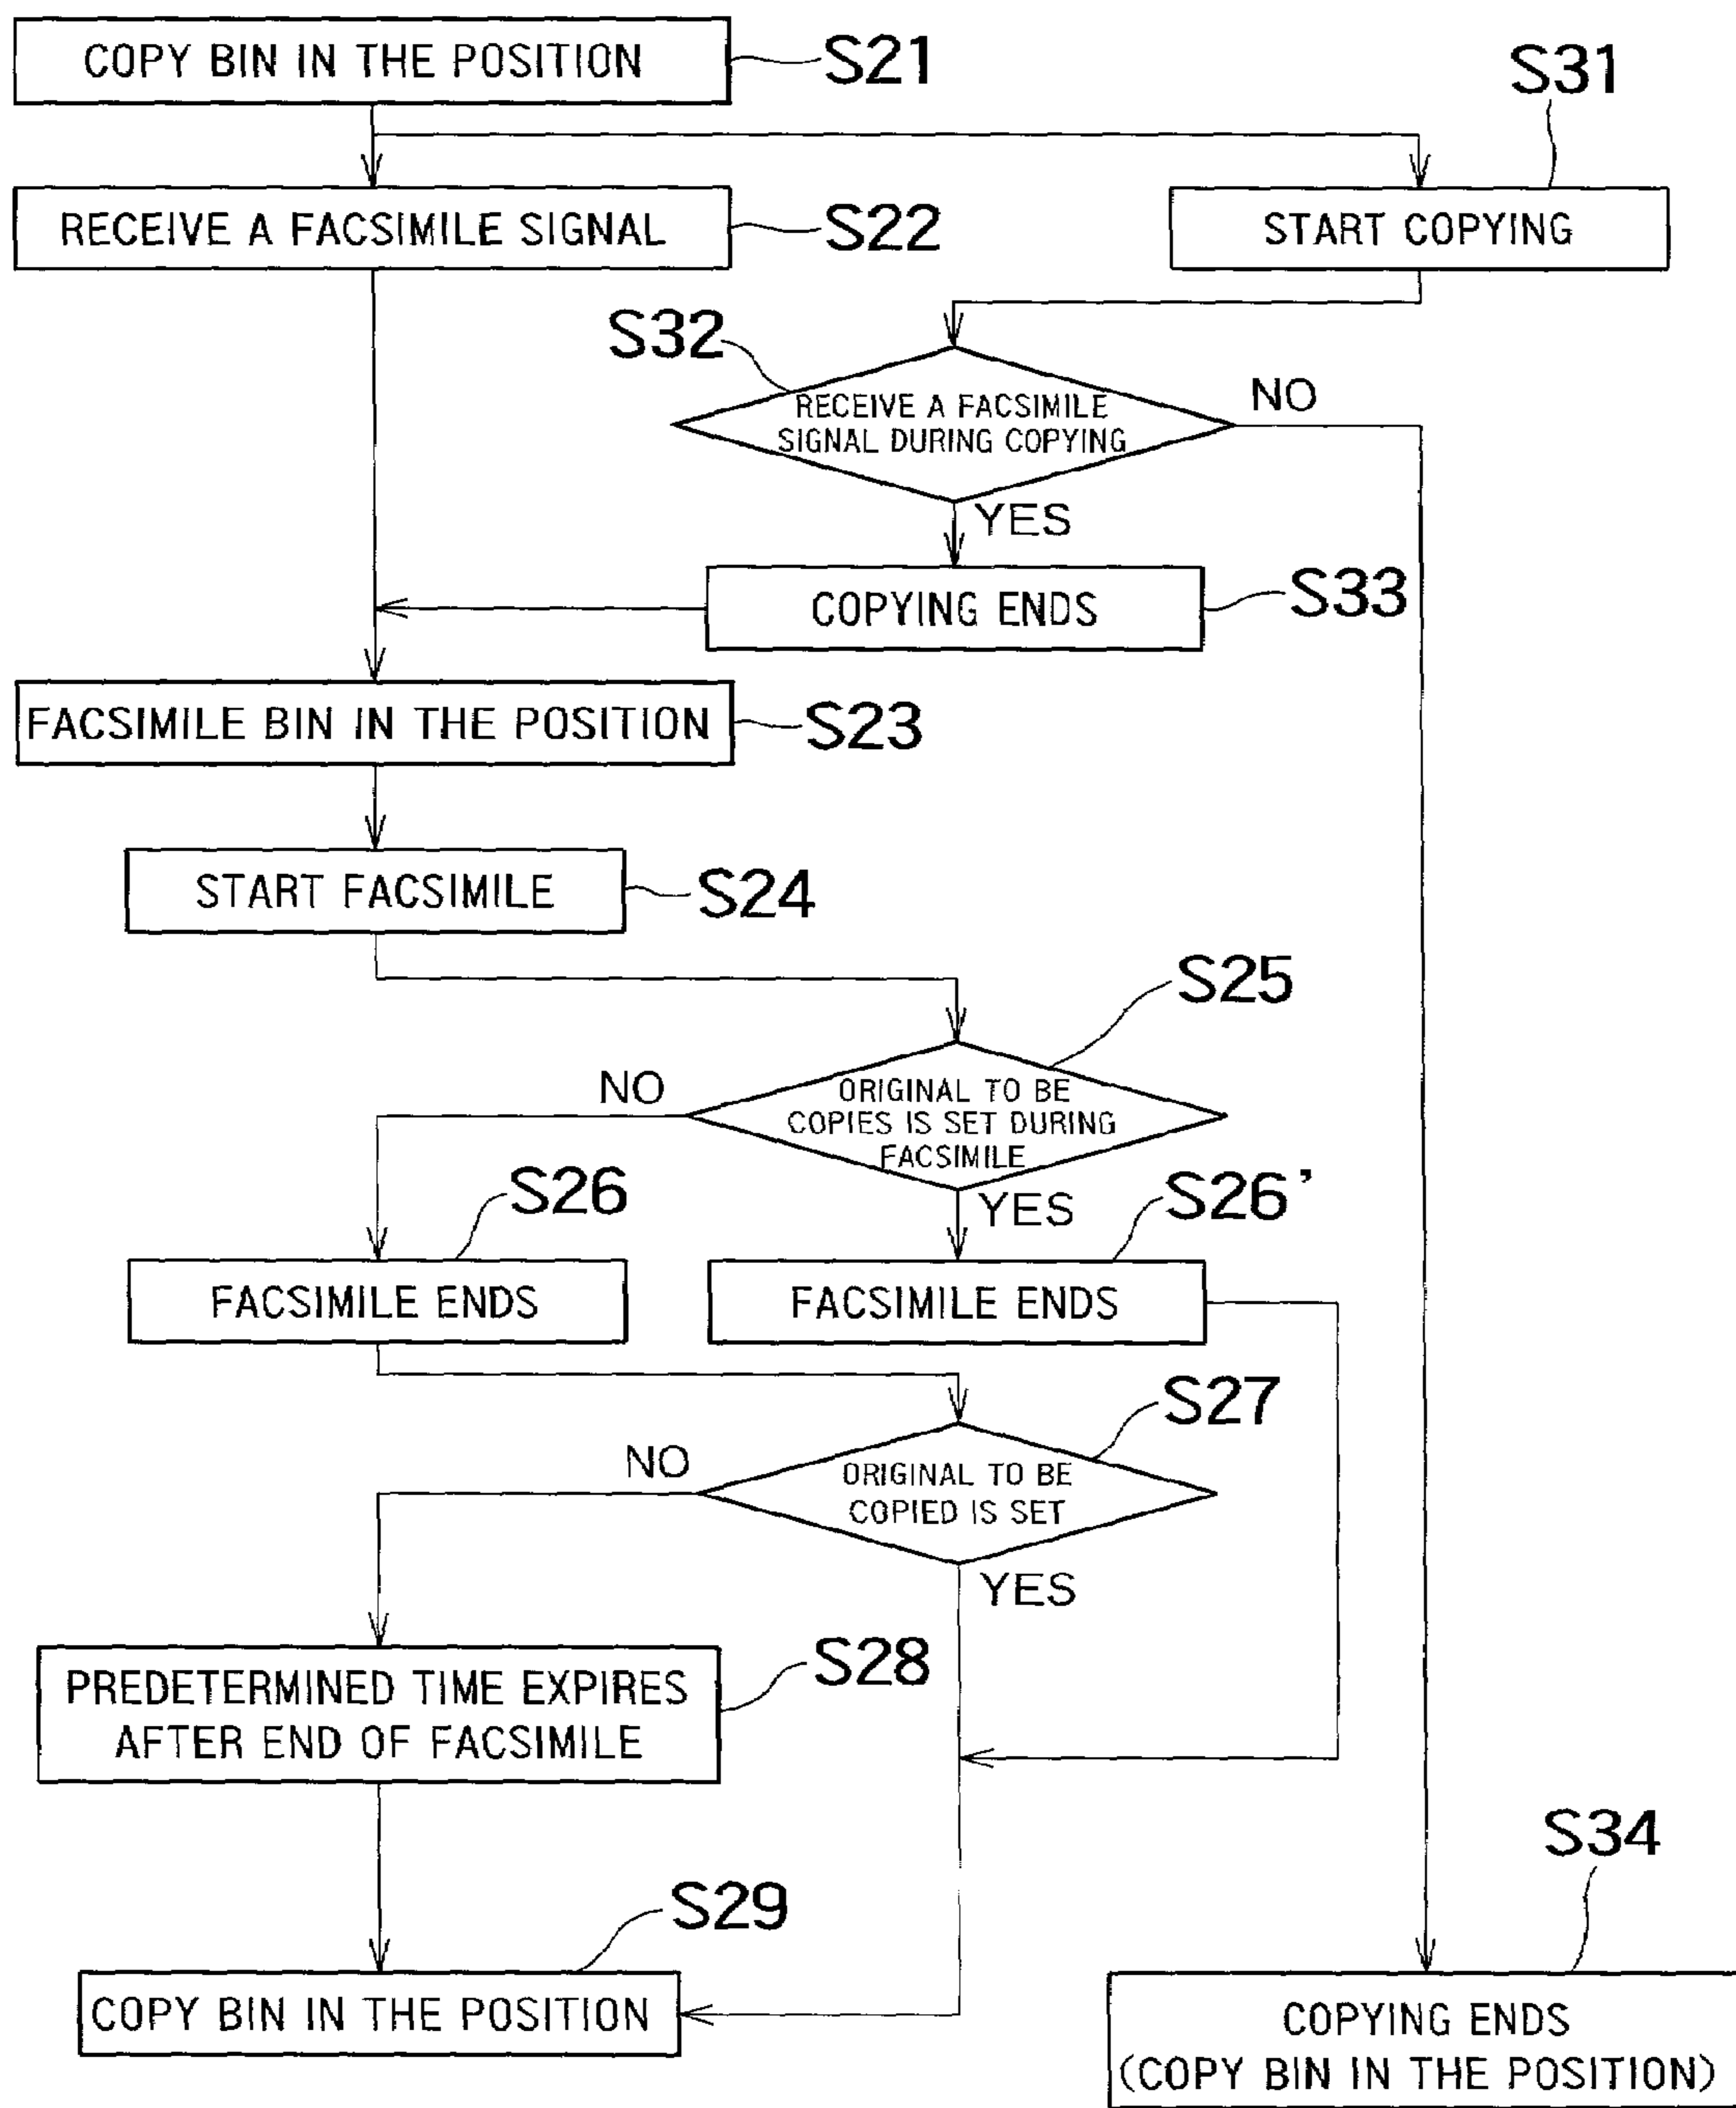 COPY BIN IN THE POSITION
S21
S31
RECEIVE A FACSIMILE SIGNAL
S22
START COPYING
S32
RECEIVE A FACSIMILE
SIGNAL DURING COPYING
NO
YES
COPYING ENDS
S33
FACSIMILE BIN IN THE POSITION
S23
START FACSIMILE
S24
S25
ORIGINAL TO BE
COPIES IS SET DURING
FACSIMILE
NO
YES
S26
S26’
FACSIMILE ENDS
FACSIMILE ENDS
S27
ORIGINAL TO BE
COPIED IS SET
NO
YES
PREDETERMINED TIME EXPIRES
AFTER END OF FACSIMILE
S28
S29
COPY BIN IN THE POSITION
S34
COPYING ENDS
(COPY BIN IN THE POSITION)